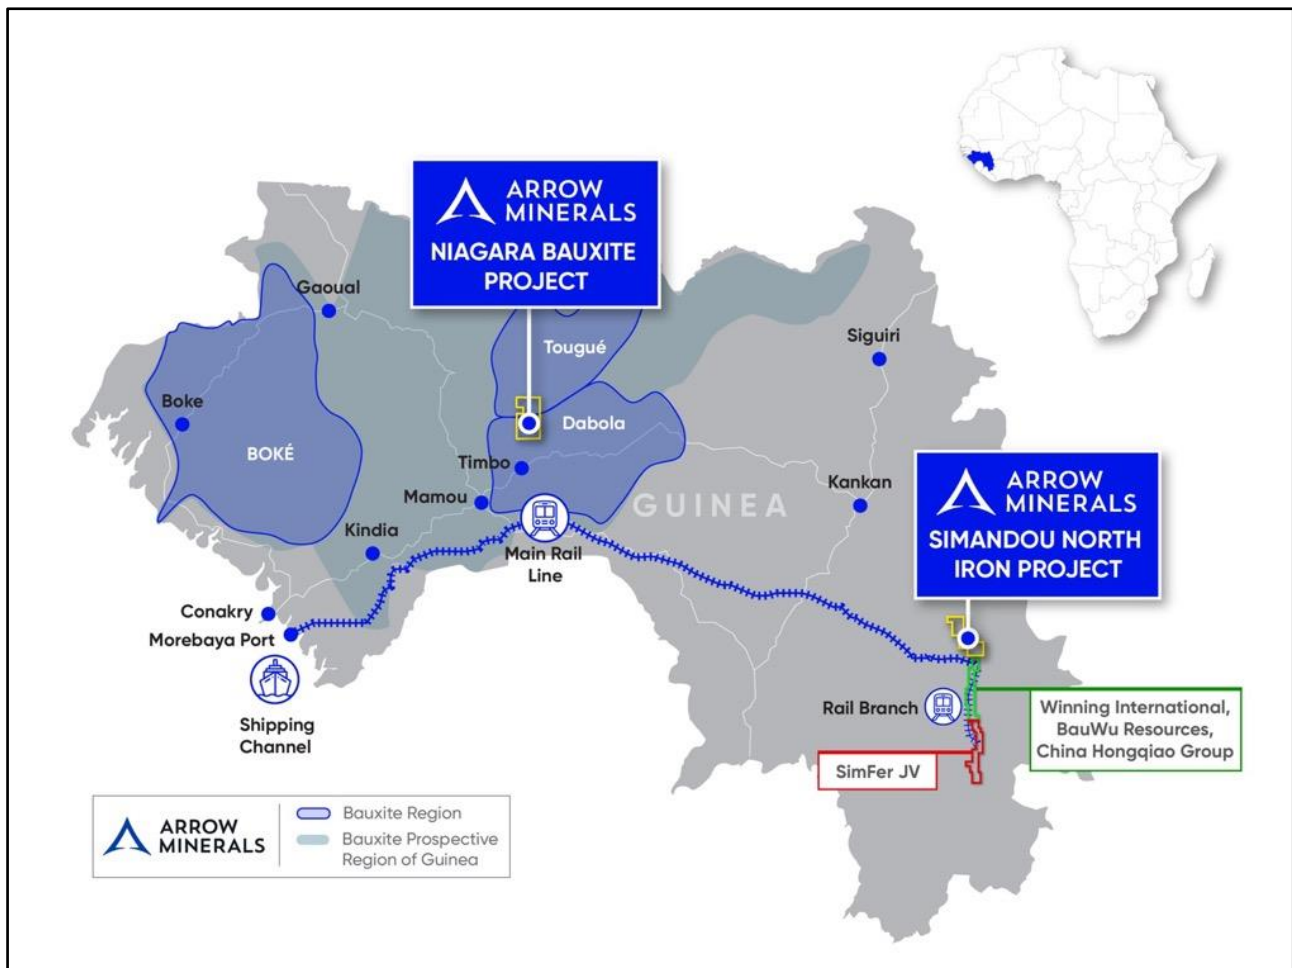 ARROW
MINERALS
NIAGARA BAUXITE
PROJECT
Gaoual
Tougué
Siguiri
Boke
Dabola
BOKÉ
Timbo
Mamou
GUINEA
Kankan
ARROW
MINERALS
SIMANDOU NORTH
IRON PROJECT
Kindia
Main Rail
Line
Conakry
Morebaya Port
Shipping
Channel
Rail Branch
Winning International,
BauWu Resources,
China Hongqiao Group
SimFer JV
ARROW
MINERALS
Bauxite Region
Bauxite Prospective
Region of Guinea